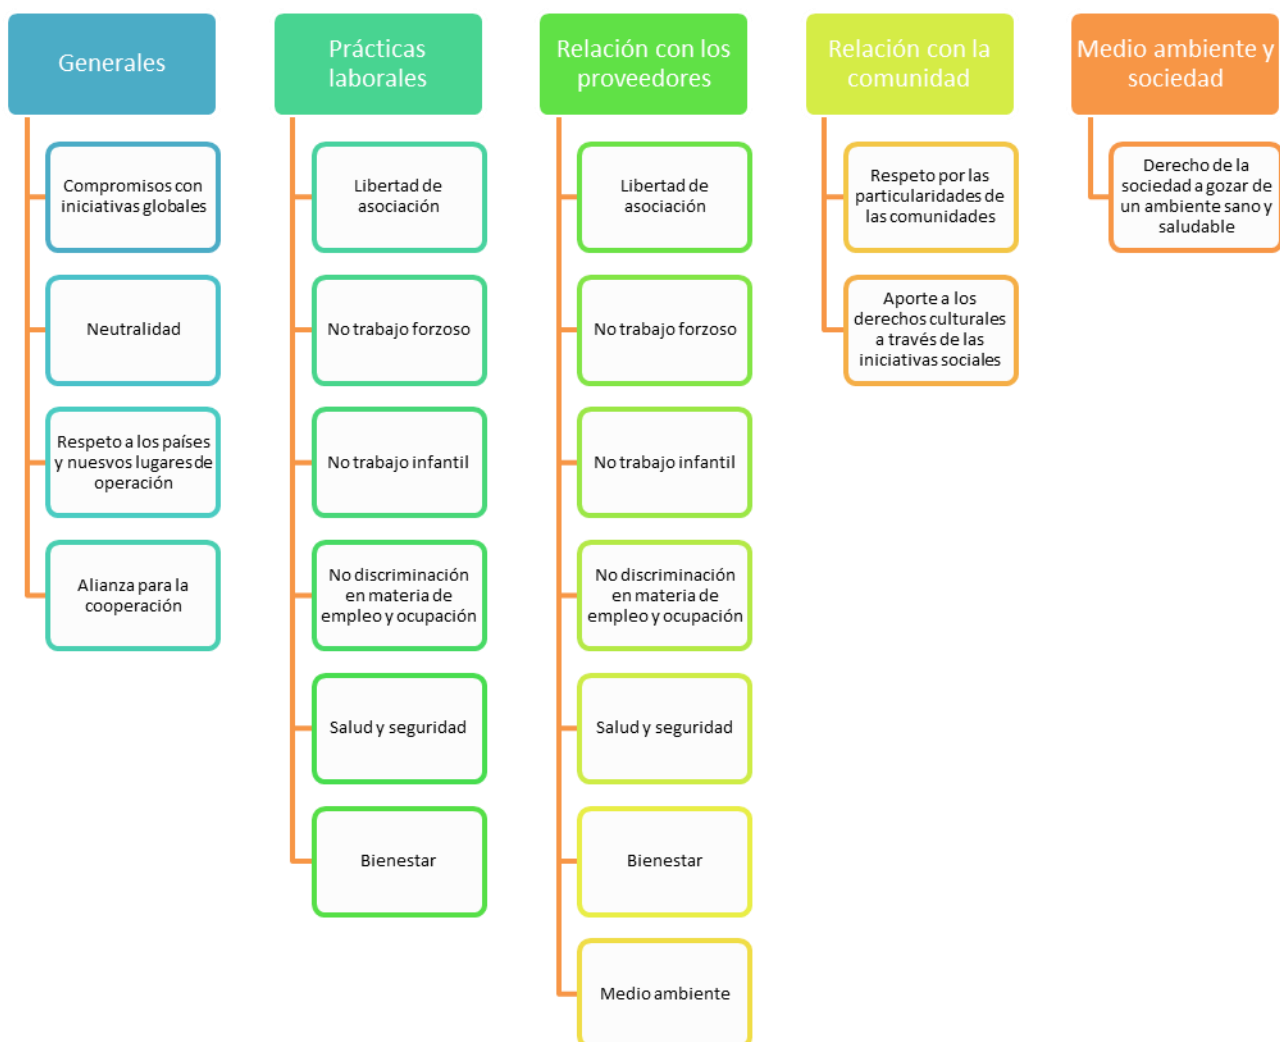 Generales
Compromisos con
iniciativas globales
Neutralidad
Respeto a los países
y nuesvos lugares de
operación
Alianza para la
cooperación
Prácticas
laborales
Libertad de
asociación
No trabajo forzoso
No trabajo infantil
No discriminación
en materia de
empleo y ocupación
Salud y seguridad
Bienestar
Relación con los
proveedores
Libertad de
asociación
No trabajo forzoso
No trabajo infantil
No discriminación
en materia de
empleo y ocupación
Salud y seguridad
Bienestar
Medio ambiente
Relación con la
comunidad
Respeto por las
particularidades de
las comunidades
Aporte a los
derechos culturales
a través de las
iniciativas sociales
Medio ambiente y
sociedad
Derecho de la
sociedad a gozar de
un ambiente sano y
saludable